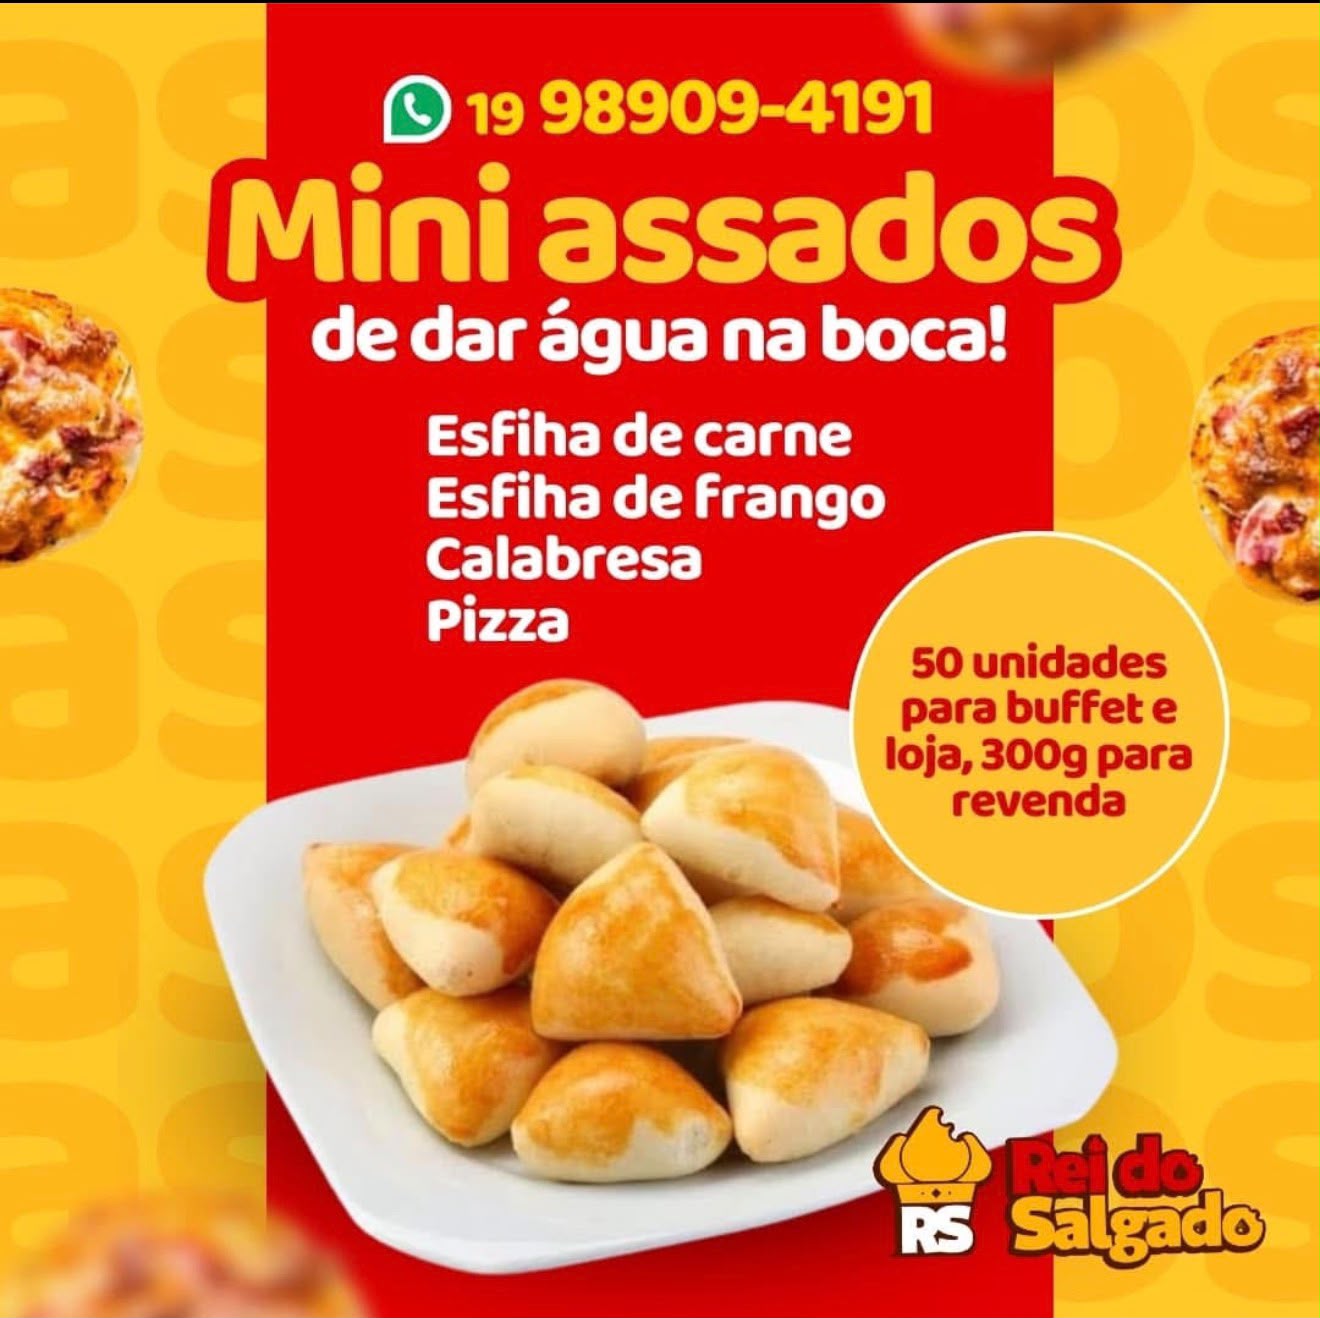 19 98909-4191
Mini assados
de dar água na boca!
Esfiha de carne
Esfiha de frango
Calabresa
Pizza
50 unidades
para buffet e
loja, 300g para
revenda
RS
Rei do
Salgado